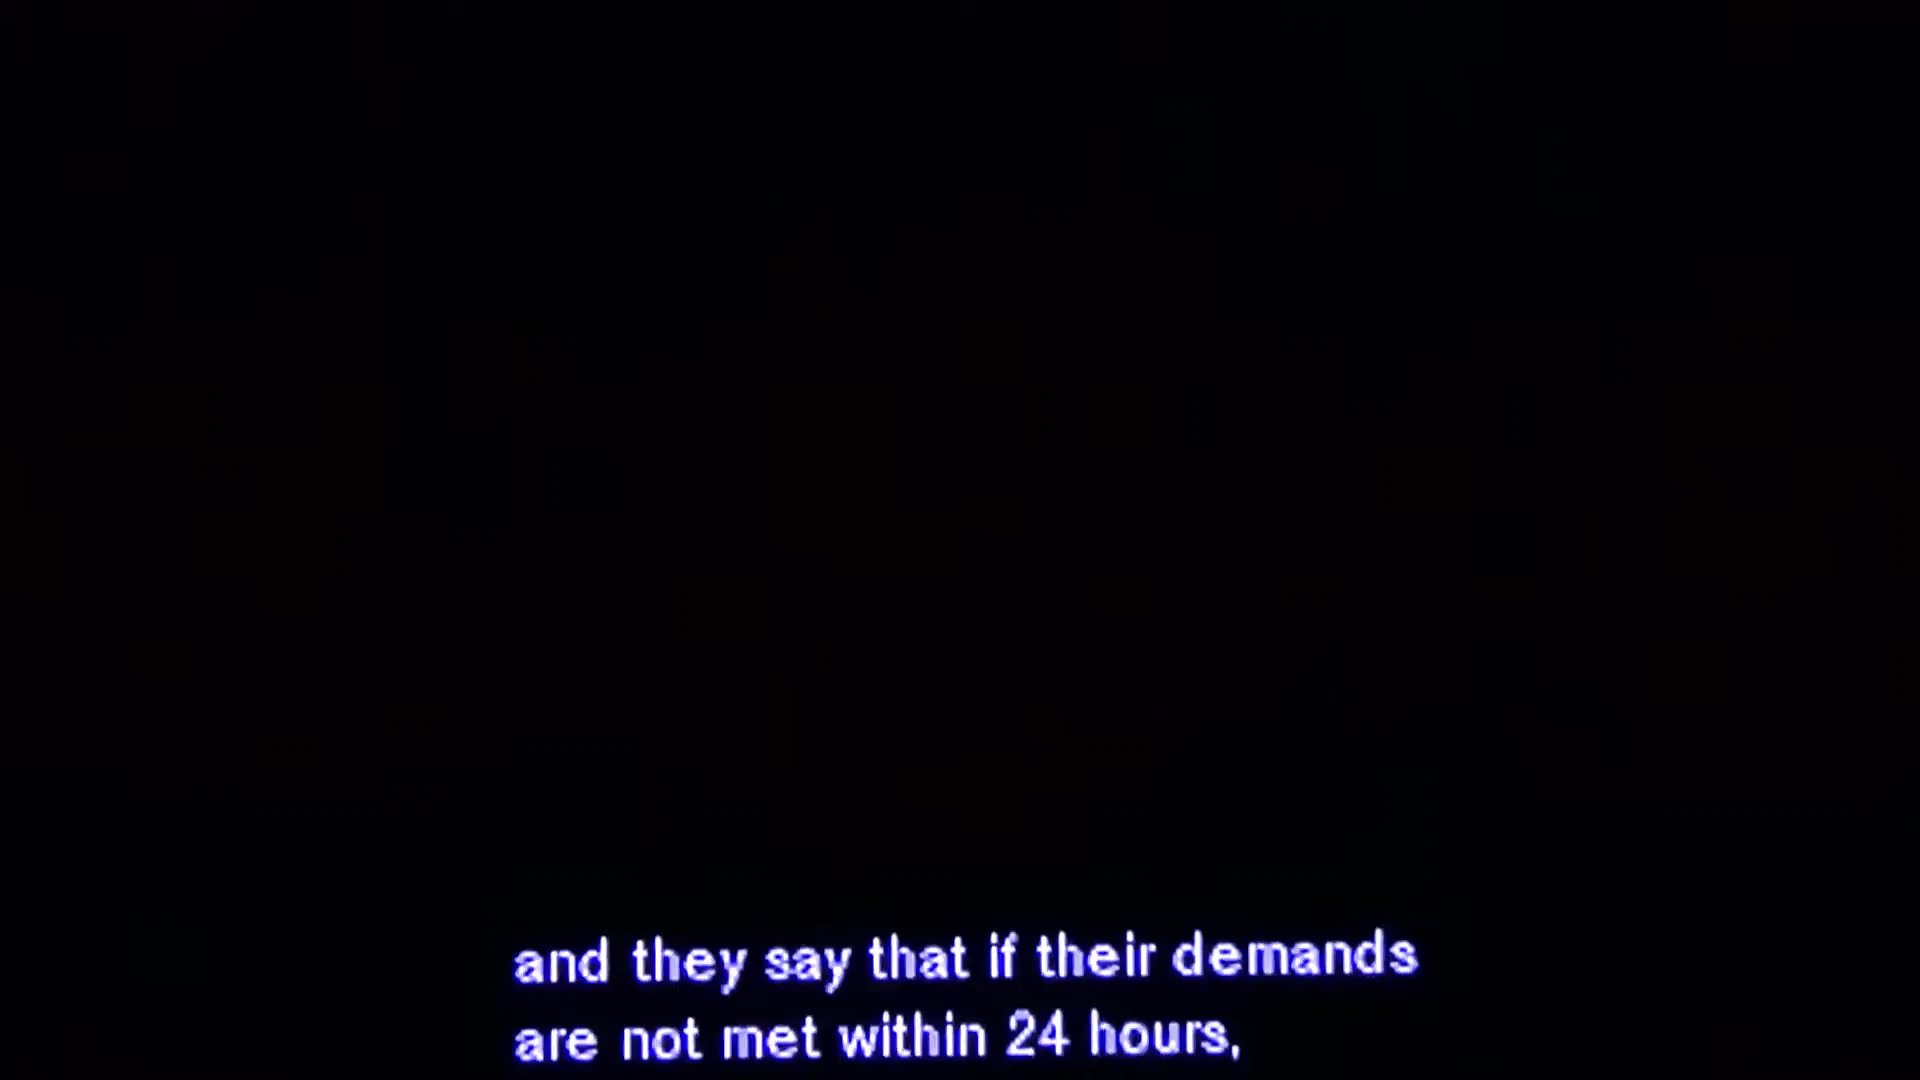 and they say that if their demands
are not met within 24 hours,